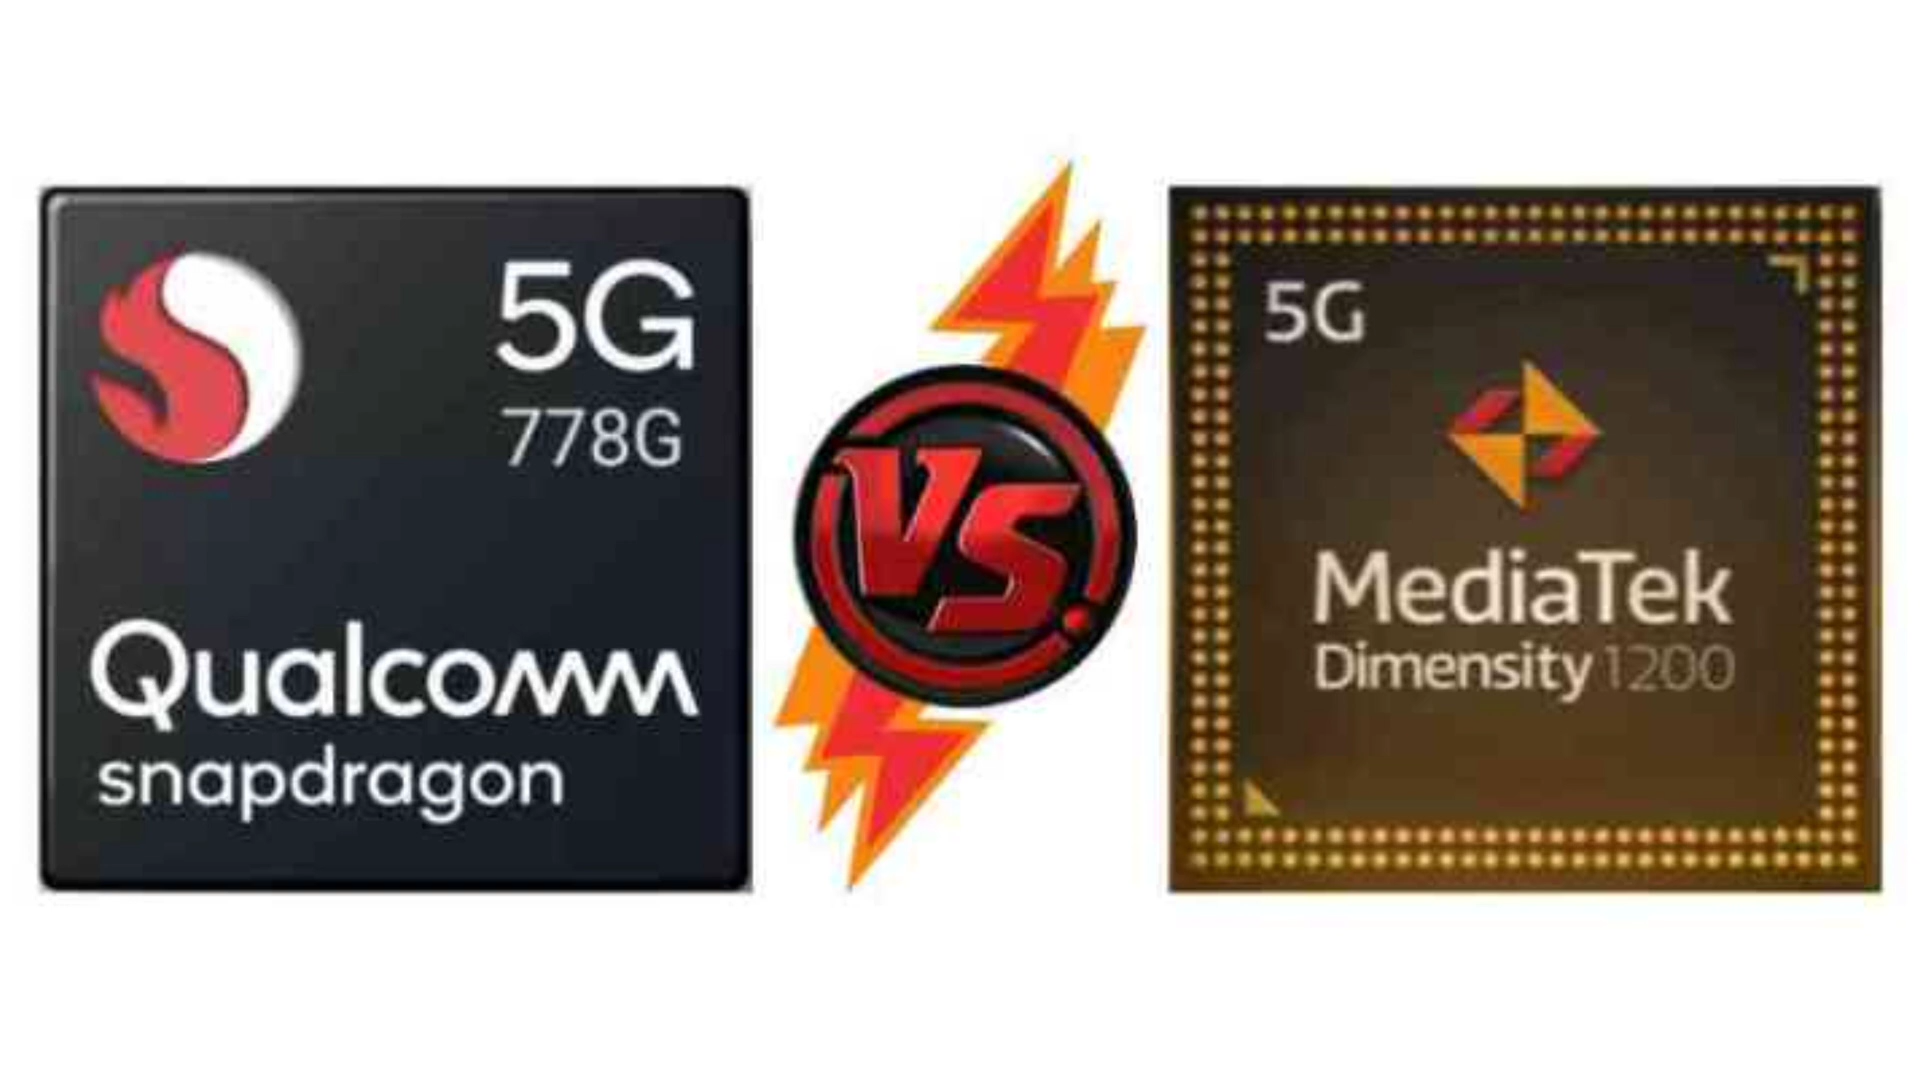 5G
778G
Qualcomm
snapdragon
VS
5G
MediaTek
Dimensity 1200